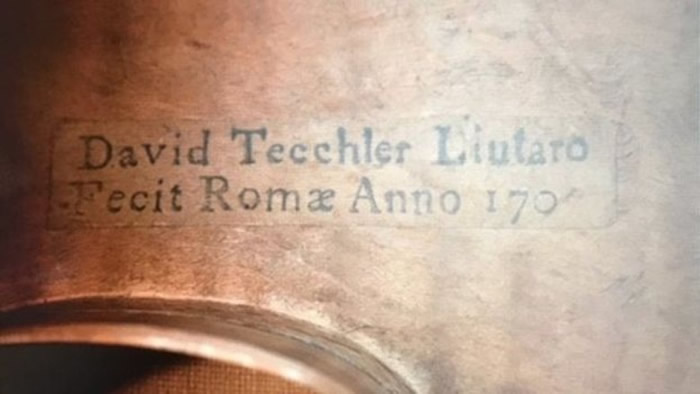 David Tecchler Liutaro
Fecit Romæ Anno 170